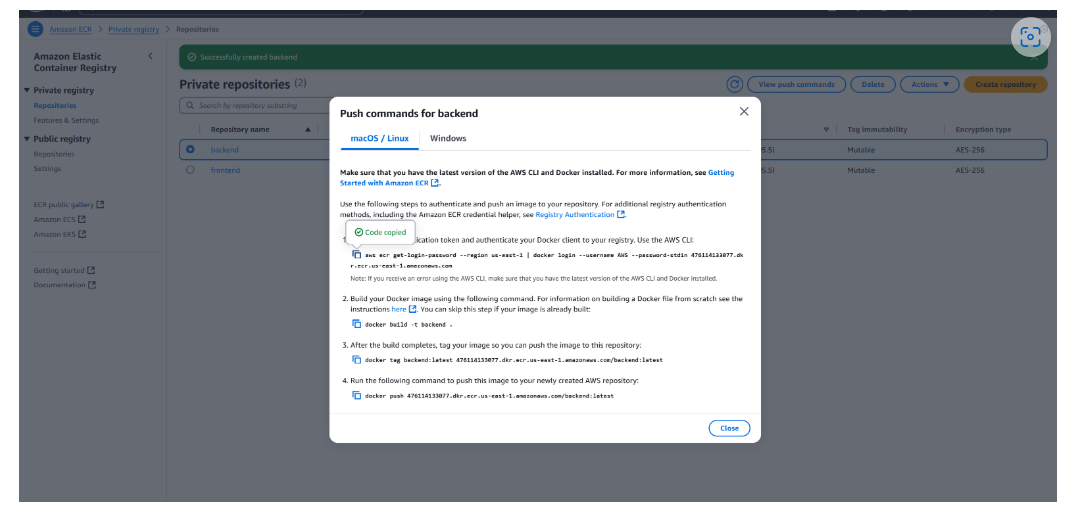 Amazon ECR > Private registry > Repositories
Amazon Elastic
Container Registry
Private registry
Repositories
Features & Settings
Public registry
Repositories
Settings
ECR public gallery
Amazon ECS
Amazon EKS
Getting started
Documentation
Successfully created backend
Private repositories (2)
View push commands
Delete
Actions
Create repository
Search by repository substring
Repository name
Tag immutability
Encryption type
backend
Mutable
AES-256
frontend
Mutable
AES-256
Push commands for backend
macOS / Linux
Windows
Make sure that you have the latest version of the AWS CLI and Docker installed. For more information, see Getting
Started with Amazon ECR.
Use the following steps to authenticate and push an image to your repository. For additional registry authentication
methods, including the Amazon ECR credential helper, see Registry Authentication.
Code copied
ication token and authenticate your Docker client to your registry. Use the AWS CLI:
aws ecr get-login-password --region us-east-1 | docker login --username AWS --password-stdin 476114133077.dk
r.ecr.us-east-1.amazonaws.com
Note: If you receive an error using the AWS CLI, make sure that you have the latest version of the AWS CLI and Docker installed.
2. Build your Docker image using the following command. For information on building a Docker file from scratch see the
instructions here. You can skip this step if your image is already built:
docker build -t backend .
3. After the build completes, tag your image so you can push the image to this repository:
docker tag backend:latest 476114133077.dkr.ecr.us-east-1.amazonaws.com/backend:latest
4. Run the following command to push this image to your newly created AWS repository:
docker push 476114133077.dkr.ecr.us-east-1.amazonaws.com/backend:latest
Close